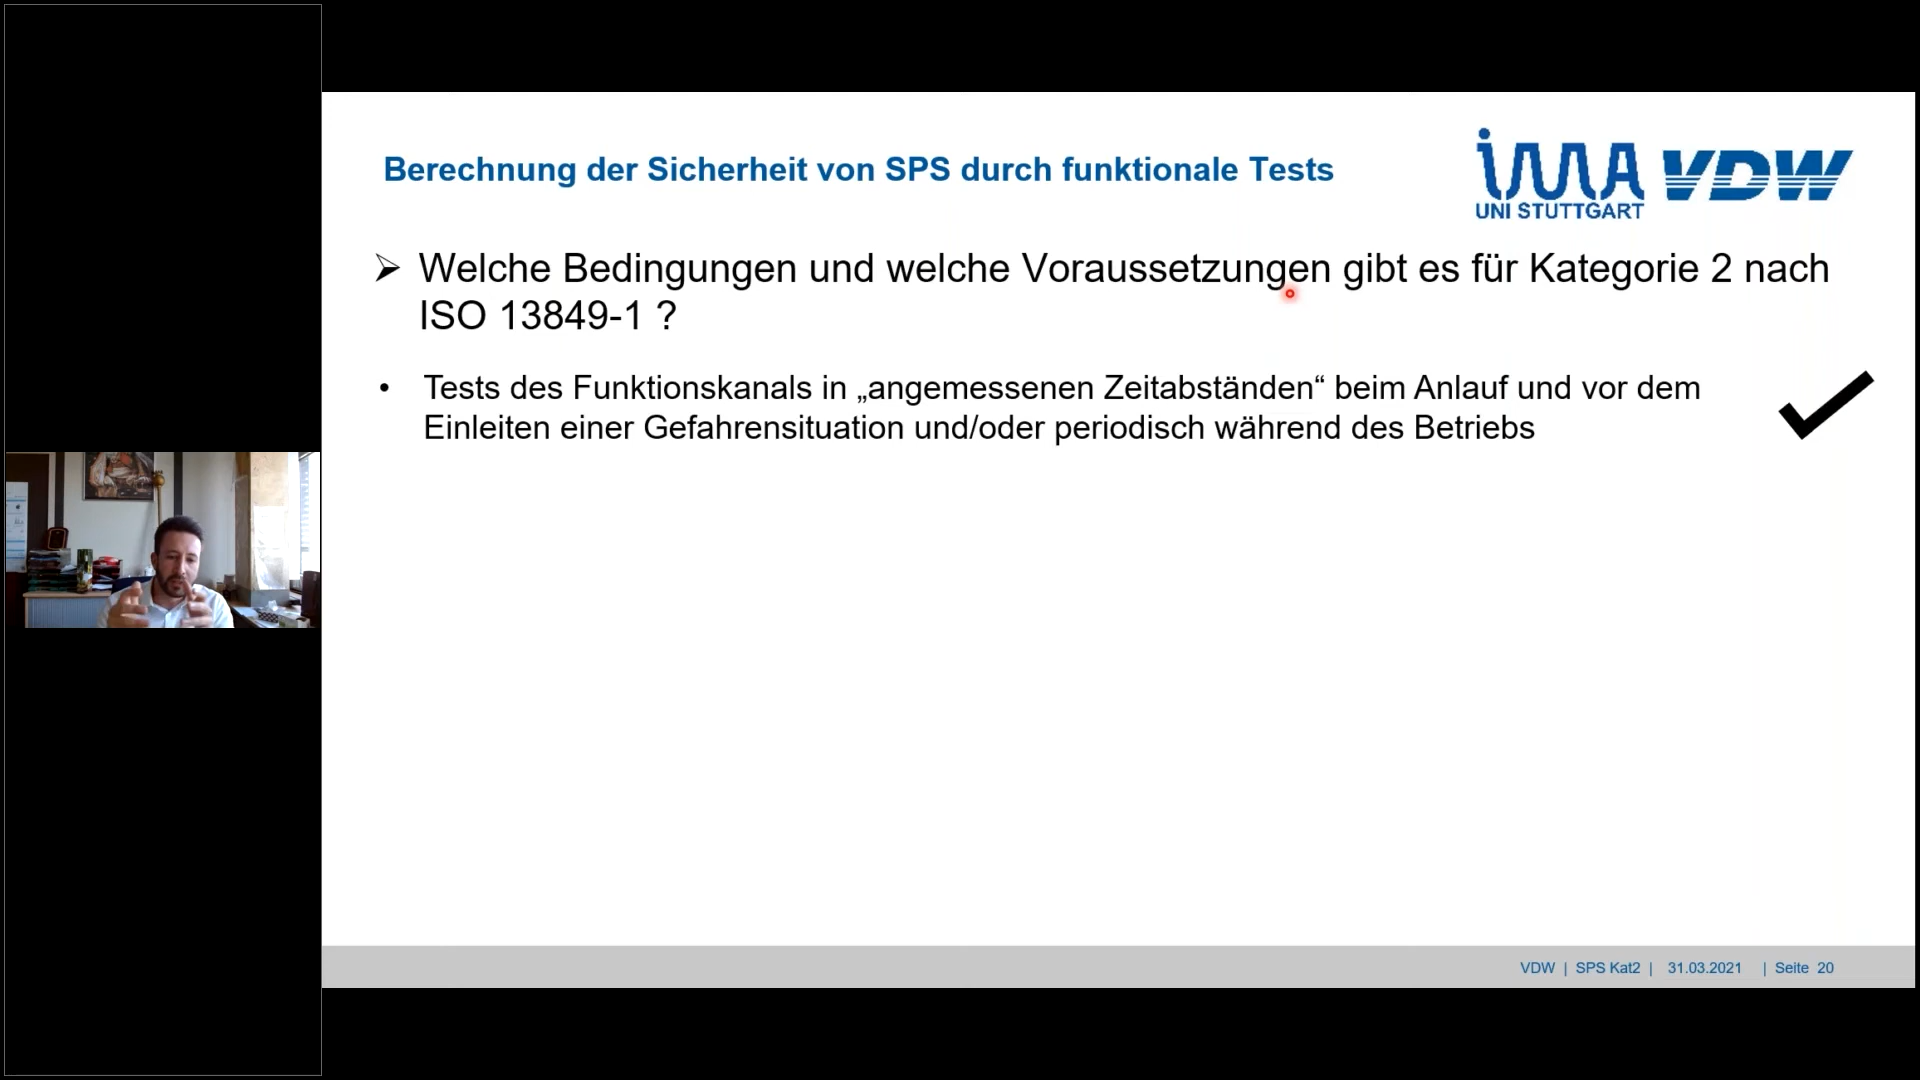 Berechnung der Sicherheit von SPS durch funktionale Tests
ima VDW
UNI STUTTGART
Welche Bedingungen und welche Voraussetzungen gibt es für Kategorie 2 nach
ISO 13849-1 ?
• Tests des Funktionskanals in „angemessenen Zeitabständen“ beim Anlauf und vor dem
Einleiten einer Gefahrensituation und/oder periodisch während des Betriebs
VDW | SPS Kat2 | 31.03.2021 | Seite 20